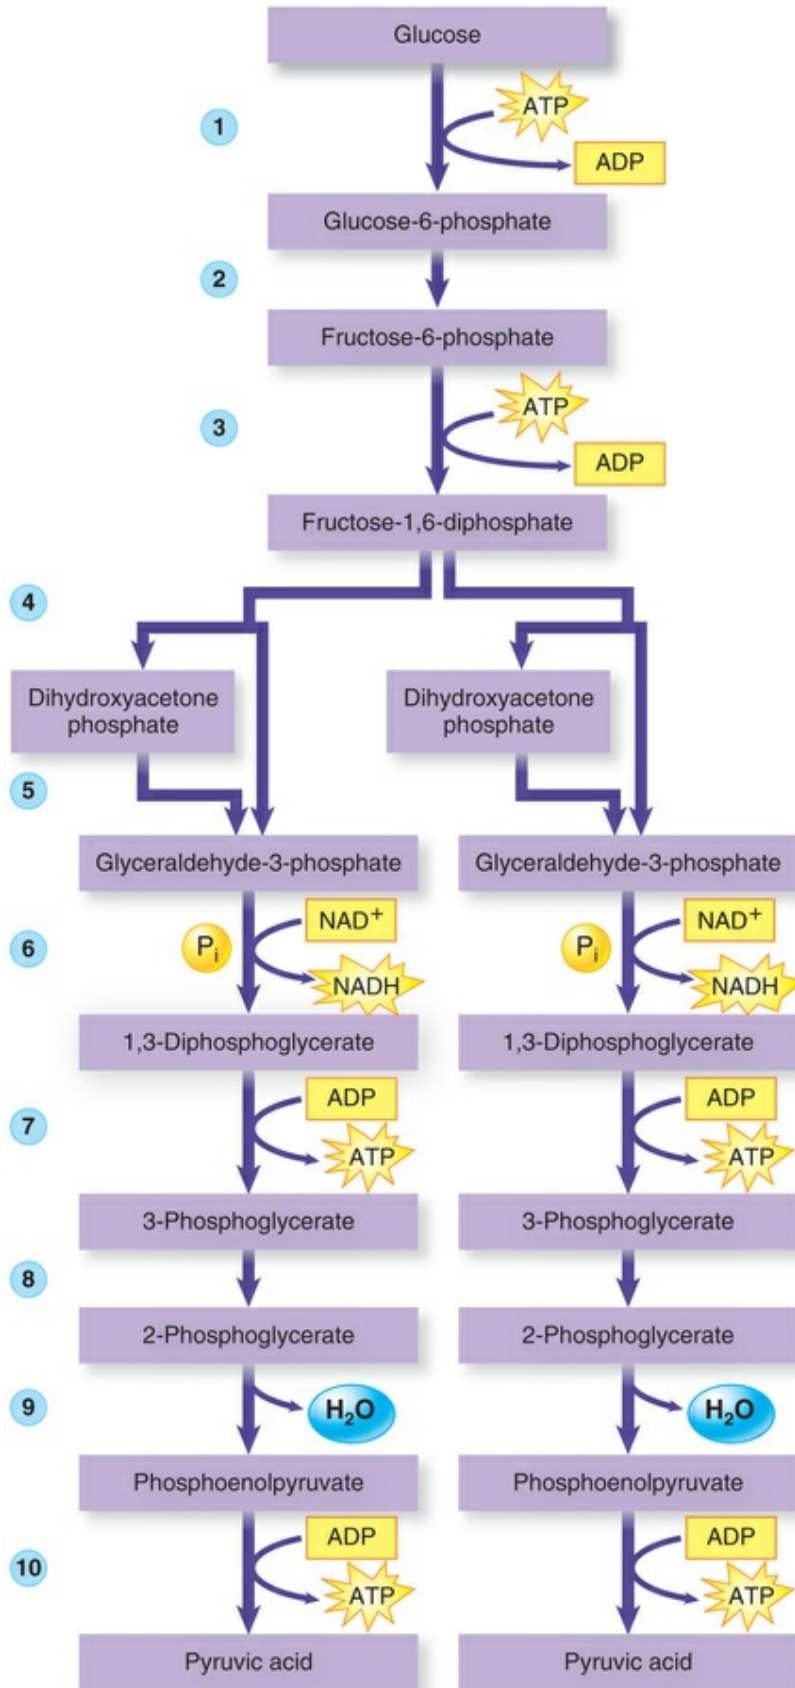 Glucose
1
ATP
ADP
Glucose-6-phosphate
2
Fructose-6-phosphate
3
ATP
ADP
Fructose-1,6-diphosphate
4
Dihydroxyacetone
phosphate
Dihydroxyacetone
phosphate
5
Glyceraldehyde-3-phosphate
Glyceraldehyde-3-phosphate
6
Pᵢ
NAD⁺
NADH
Pᵢ
NAD⁺
NADH
1,3-Diphosphoglycerate
1,3-Diphosphoglycerate
7
ADP
ATP
ADP
ATP
3-Phosphoglycerate
3-Phosphoglycerate
8
2-Phosphoglycerate
2-Phosphoglycerate
9
H₂O
H₂O
Phosphoenolpyruvate
Phosphoenolpyruvate
10
ADP
ATP
ADP
ATP
Pyruvic acid
Pyruvic acid